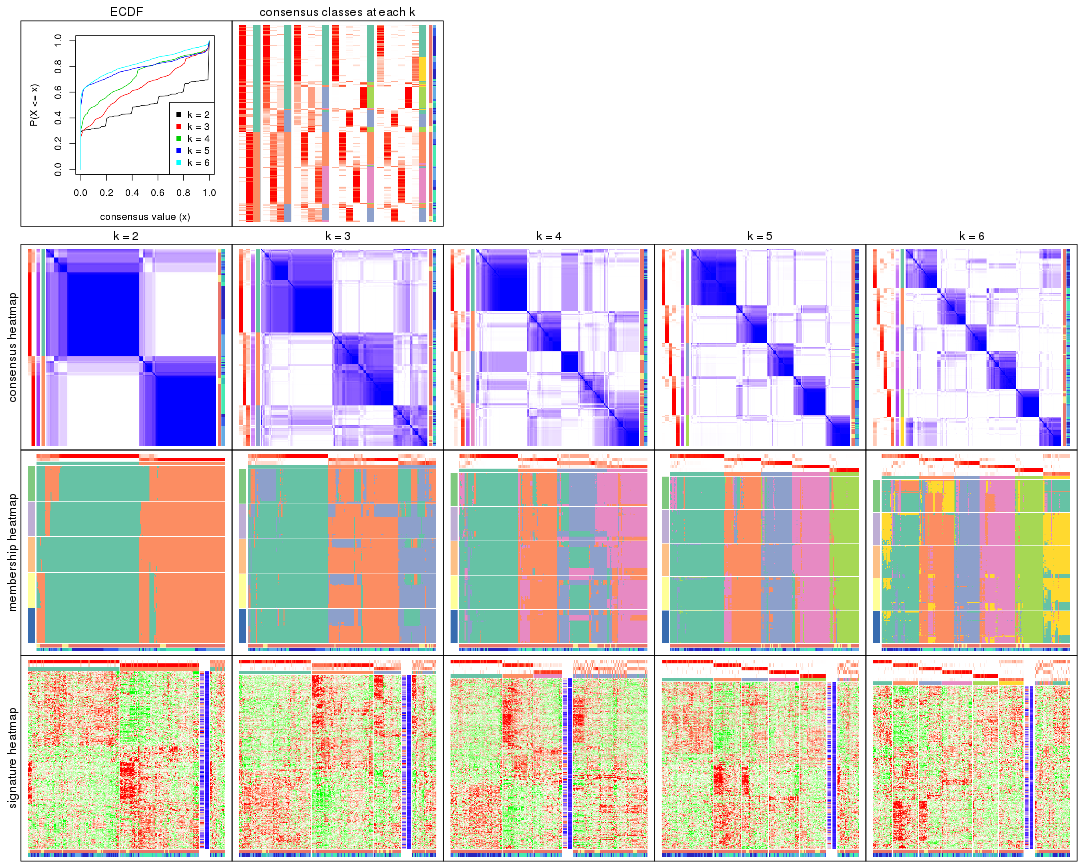 ECDF
consensus classes at each k
P(X <= x)
1.0
0.8
0.6
0.4
0.2
0.0
k = 2
k = 3
k = 4
k = 5
k = 6
0.0 0.2 0.4 0.6 0.8 1.0
consensus value (x)
k = 2
k = 3
k = 4
k = 5
k = 6
consensus heatmap
membership heatmap
signature heatmap